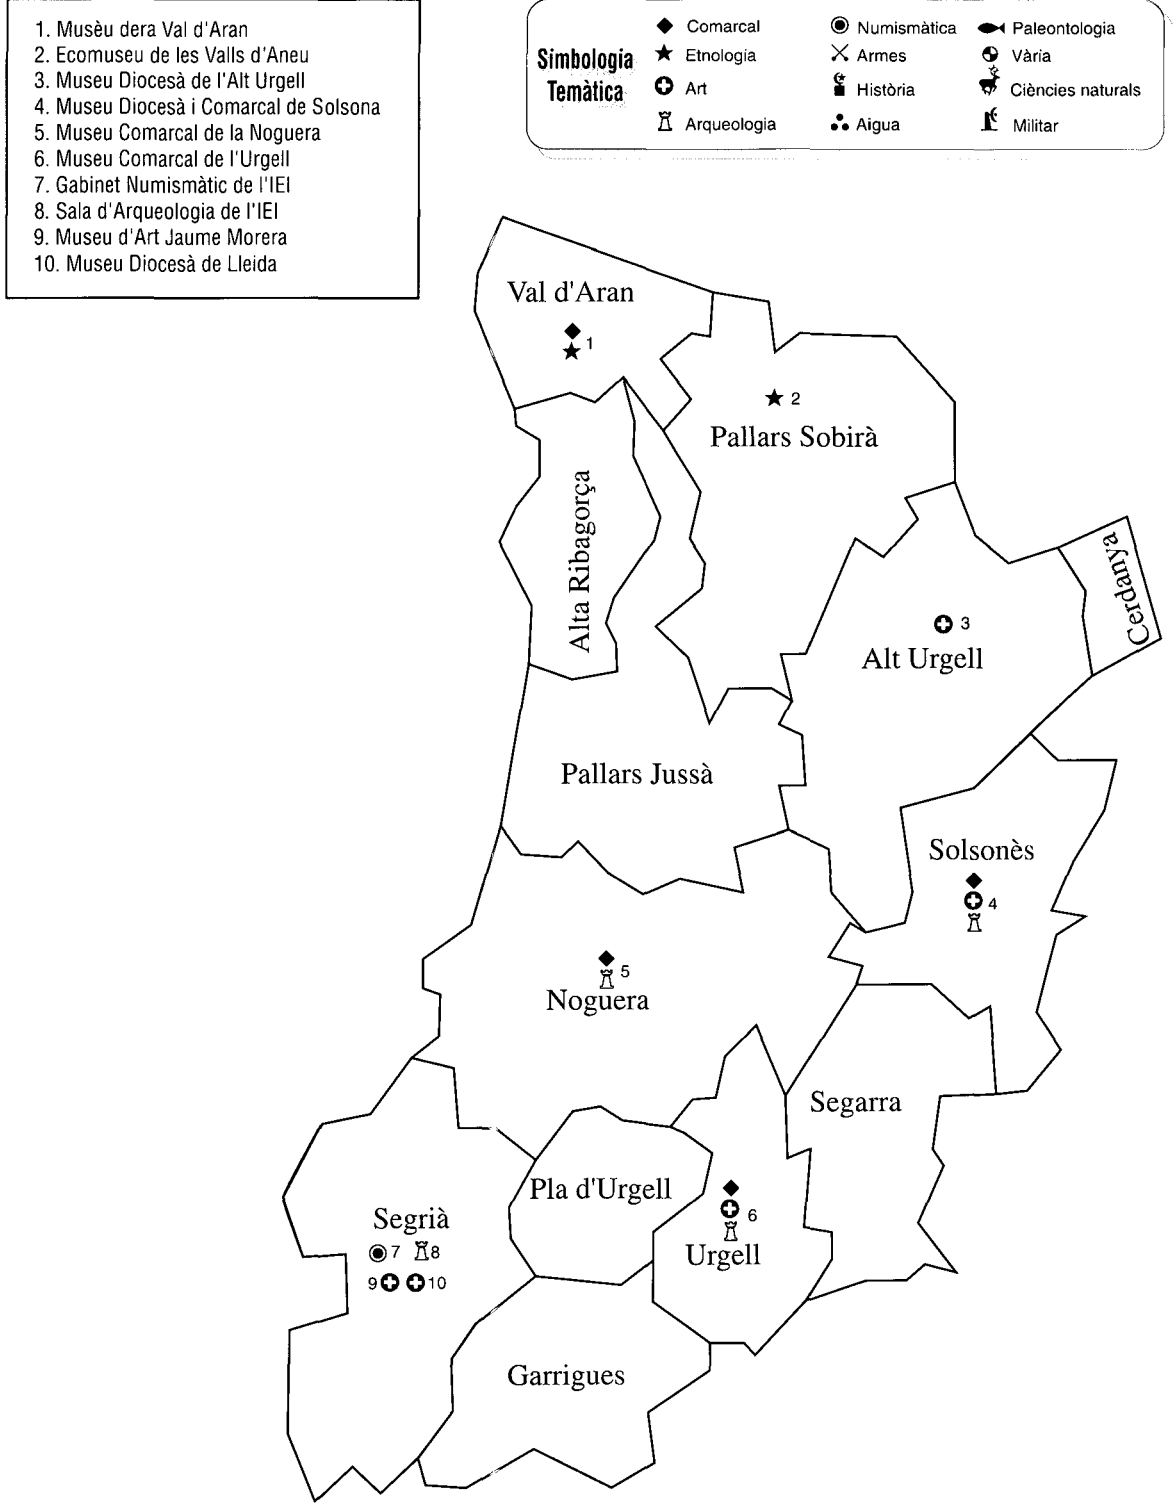 1. Musèu dera Val d'Aran
2. Ecomuseu de les Valls d'Aneu
3. Museu Diocesà de l'Alt Urgell
4. Museu Diocesà i Comarcal de Solsona
5. Museu Comarcal de la Noguera
6. Museu Comarcal de l'Urgell
7. Gabinet Numismàtic de l'IEI
8. Sala d'Arqueologia de l'IEI
9. Museu d'Art Jaume Morera
10. Museu Diocesà de Lleida
Simbologia
Temàtica
Comarcal
Etnologia
Art
Arqueologia
Numismàtica
Armes
Història
Aigua
Paleontologia
Vària
Ciències naturals
Militar
Val d'Aran
1
2
Pallars Sobirà
Alta Ribagorça
Cerdanya
3
Alt Urgell
Pallars Jussà
Solsonès
4
5
Noguera
Segarra
Pla d'Urgell
6
Urgell
Segrià
7 8
9 10
Garrigues